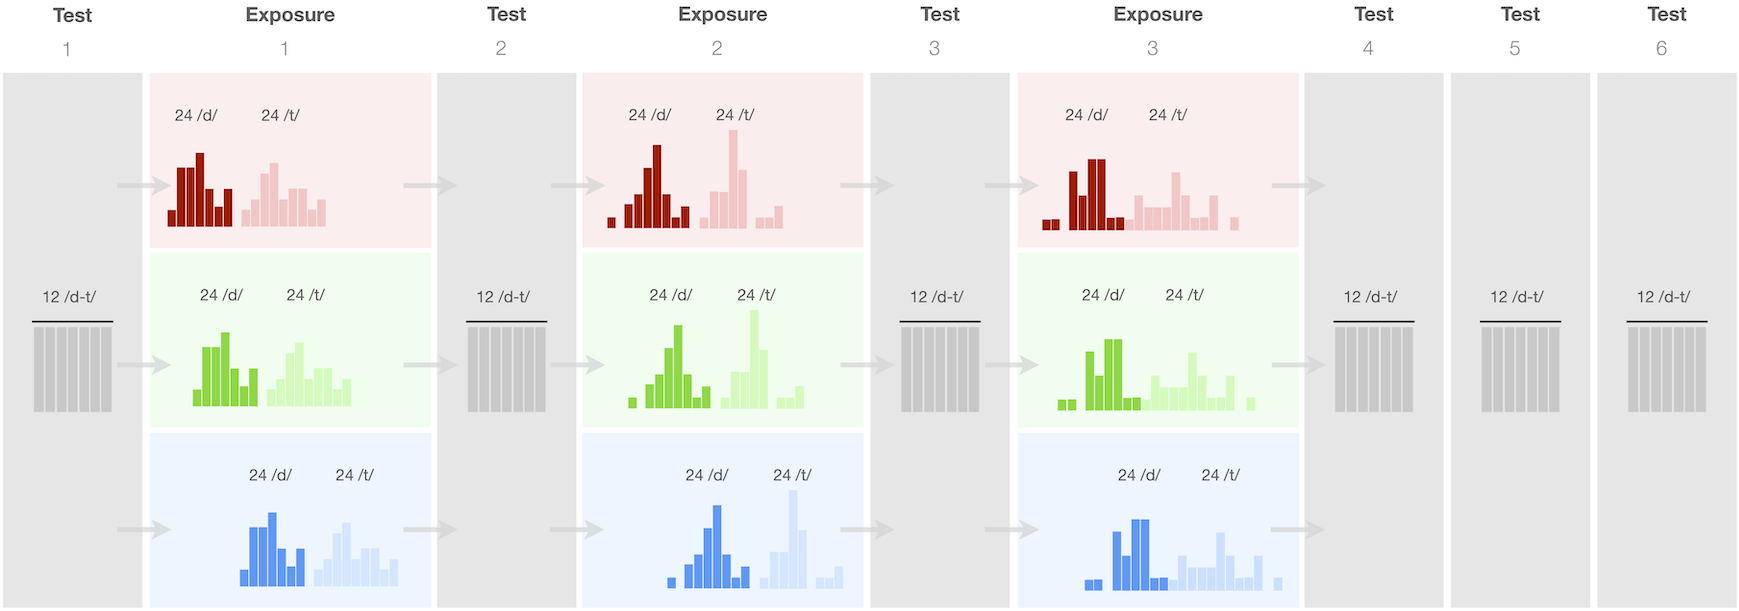 Test Exposure Test Exposure Test Exposure Test Test Test
1 1 2 2 3 3 4 5 6
24 /d/ 24 /t/ 24 /d/ 24 /t/ 24 /d/ 24 /t/
12 /d-t/ 24 /d/ 24 /t/ 12 /d-t/ 24 /d/ 24 /t/ 12 /d-t/ 24 /d/ 24 /t/ 12 /d-t/ 12 /d-t/ 12 /d-t/
24 /d/ 24 /t/ 24 /d/ 24 /t/ 24 /d/ 24 /t/